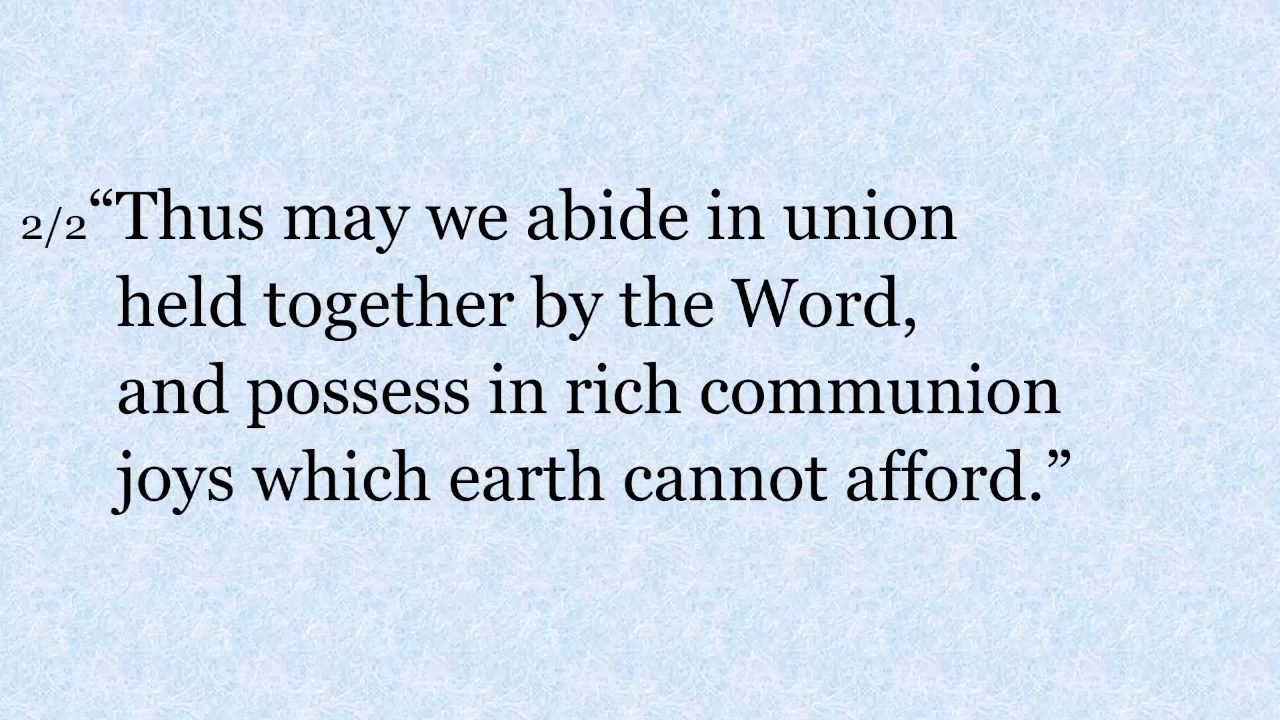 2/2“Thus may we abide in union
held together by the Word,
and possess in rich communion
joys which earth cannot afford.”